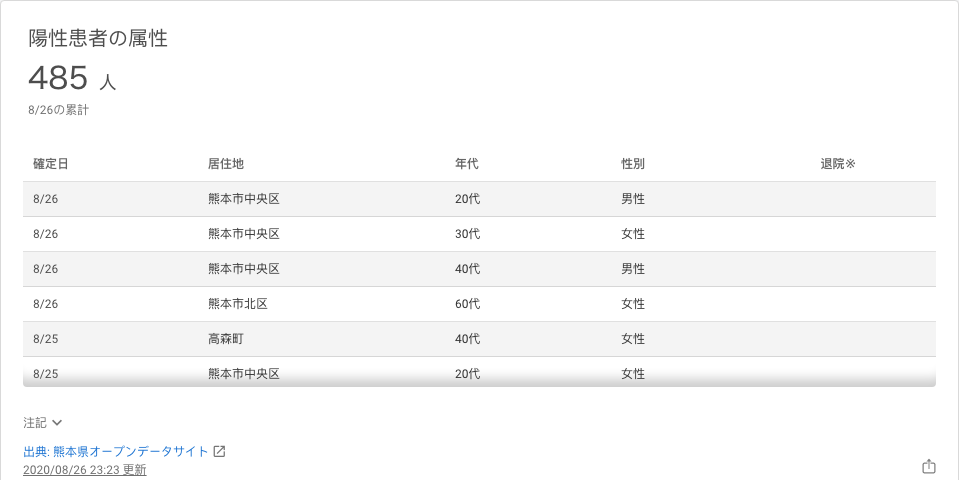 陽性患者の属性
485 人
8/26の累計
確定日 居住地 年代 性別 退院※
8/26 熊本市中央区 20代 男性
8/26 熊本市中央区 30代 女性
8/26 熊本市中央区 40代 男性
8/26 熊本市北区 60代 女性
8/25 高森町 40代 女性
8/25 熊本市中央区 20代 女性
注記
出典: 熊本県オープンデータサイト
2020/08/26 23:23 更新